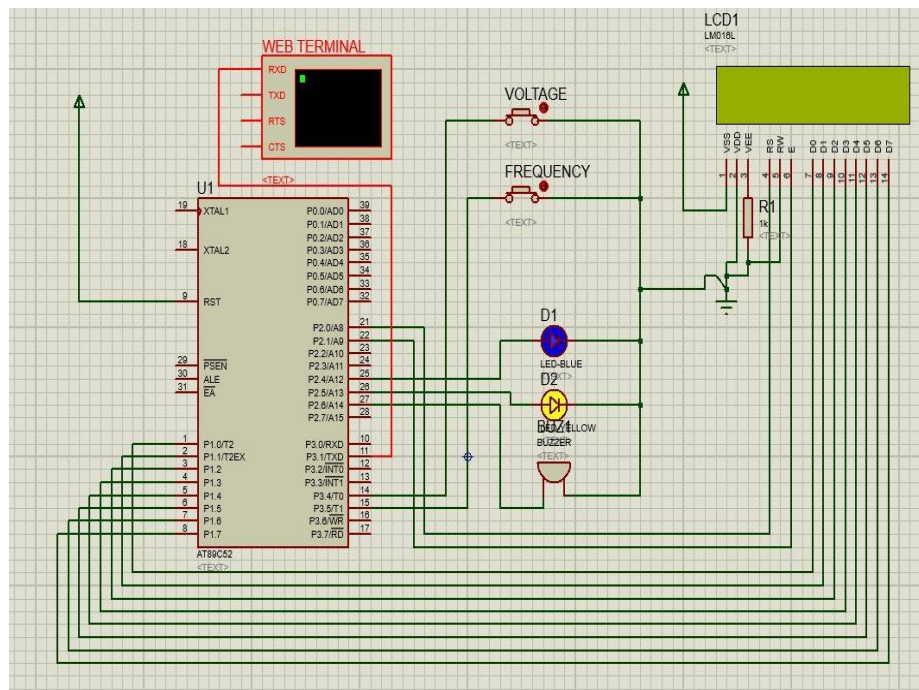 LCD1
LM016L
<TEXT>
WEB TERMINAL
RXD
TXD
RTS
CTS
<TEXT>
VOLTAGE
<TEXT>
FREQUENCY
<TEXT>
VSS
VDD
VEE
RS
RW
E
D0
D1
D2
D3
D4
D5
D6
D7
1
2
3
4
5
6
7
8
9
10
11
12
13
14
R1
1k
<TEXT>
U1
19 XTAL1
18 XTAL2
9 RST
29 PSEN
30 ALE
31 EA
1 P1.0/T2
2 P1.1/T2EX
3 P1.2
4 P1.3
5 P1.4
6 P1.5
7 P1.6
8 P1.7
P0.0/AD0 39
P0.1/AD1 38
P0.2/AD2 37
P0.3/AD3 36
P0.4/AD4 35
P0.5/AD5 34
P0.6/AD6 33
P0.7/AD7 32
P2.0/A8 21
P2.1/A9 22
P2.2/A10 23
P2.3/A11 24
P2.4/A12 25
P2.5/A13 26
P2.6/A14 27
P2.7/A15 28
P3.0/RXD 10
P3.1/TXD 11
P3.2/INT0 12
P3.3/INT1 13
P3.4/T0 14
P3.5/T1 15
P3.6/WR 16
P3.7/RD 17
AT89C52
<TEXT>
D1
LED-BLUE
<TEXT>
D2
BUZZER
<TEXT>